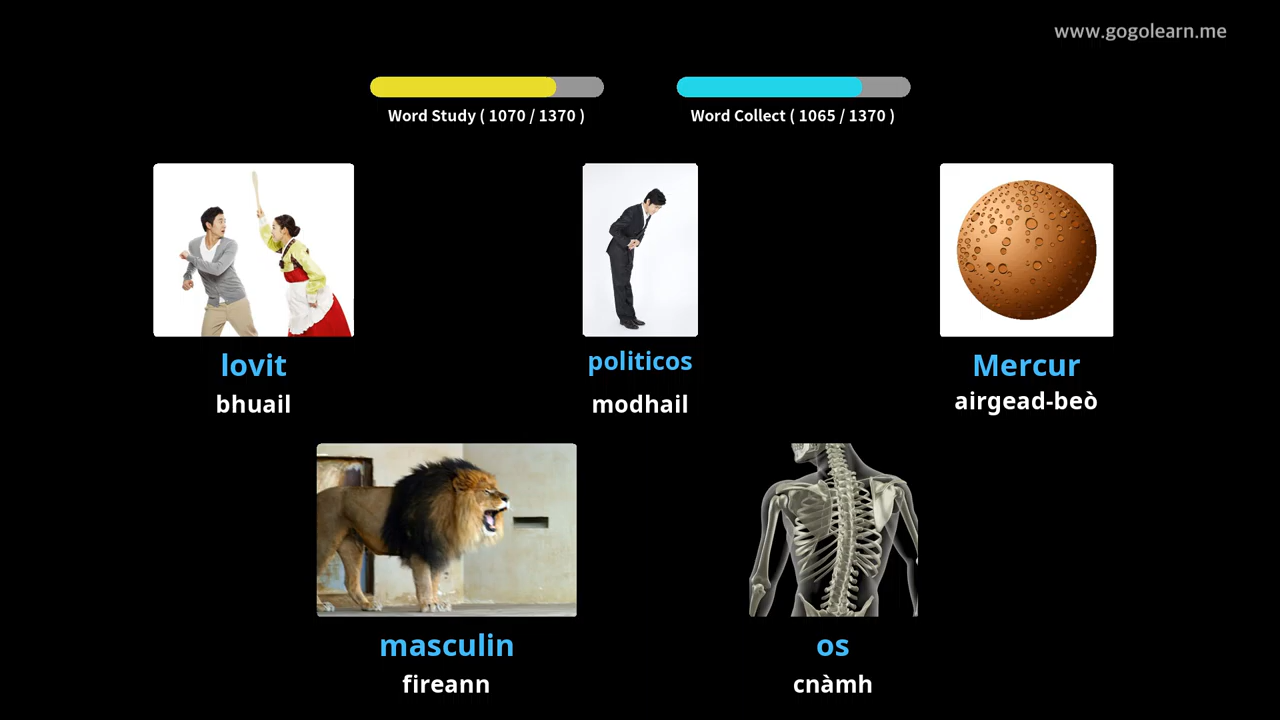 www.gogolearn.me
Word Study ( 1070 / 1370 )
Word Collect ( 1065 / 1370 )
lovit
bhuail
politicos
modhail
Mercur
airgead-beò
masculin
fireann
os
cnàmh